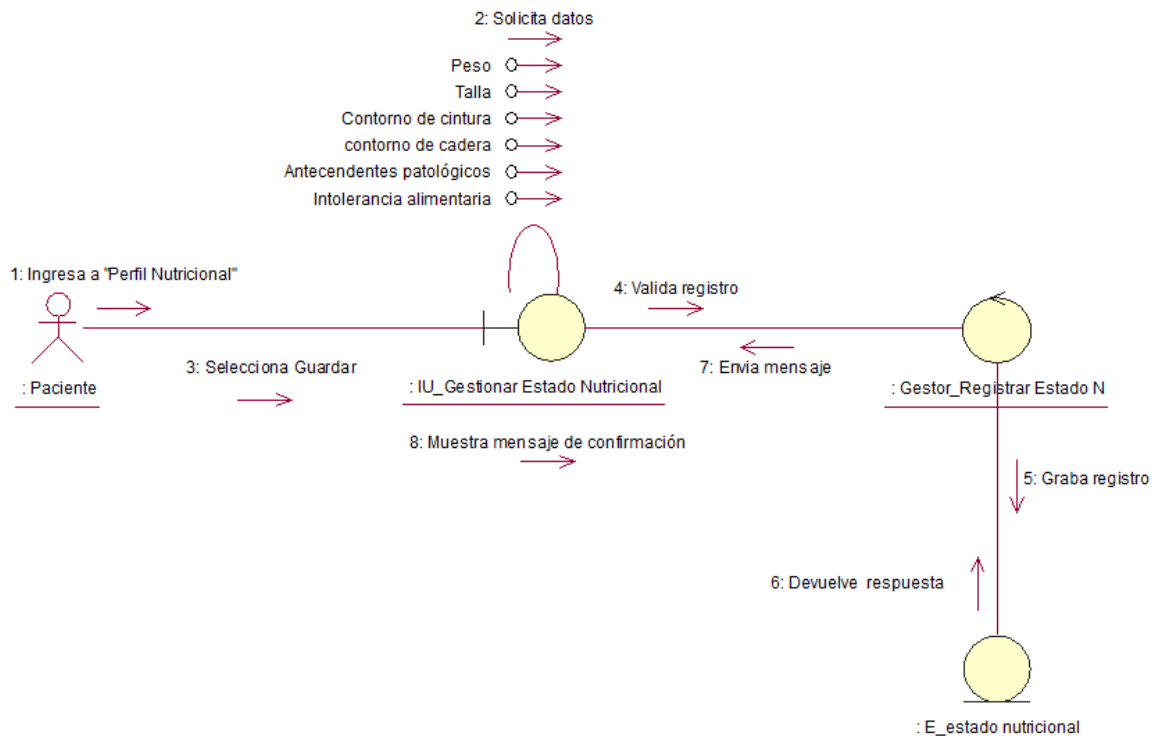 2: Solicita datos
Peso
Talla
Contorno de cintura
contorno de cadera
Antecendentes patológicos
Intolerancia alimentaria
1: Ingresa a "Perfil Nutricional"
4: Valida registro
3: Selecciona Guardar
7: Envia mensaje
: Paciente
: IU_Gestionar Estado Nutricional
: Gestor_Registrar Estado N
8: Muestra mensaje de confirmación
5: Graba registro
6: Devuelve respuesta
: E_estado nutricional